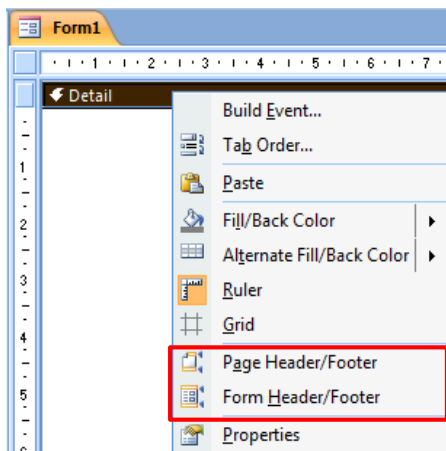 Form1
1 2 3 4 5 6 7
Detail
Build Event...
Tab Order...
1
Paste
2
Fill/Back Color
Alternate Fill/Back Color
3
Ruler
Grid
4
Page Header/Footer
5
Form Header/Footer
Properties